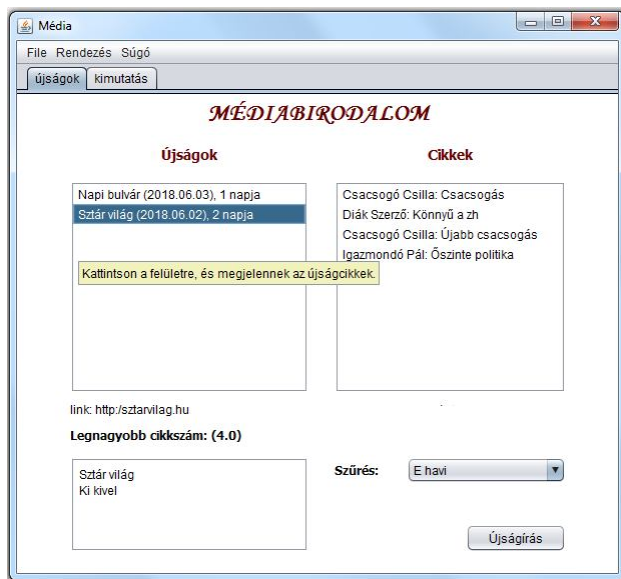 Média
File Rendezés Súgó
újságok kimutatás
MÉDIABIRODALOM
Újságok
Cikkek
Napi bulvár (2018.06.03), 1 napja
Sztár világ (2018.06.02), 2 napja
Kattintson a felületre, és megjelennek az újságcikkek.
Csacsogó Csilla: Csacsogás
Diák Szerző: Könnyű a zh
Csacsogó Csilla: Újabb csacsogás
Igazmondó Pál: Őszinte politika
link: http:/sztarvilag.hu
Legnagyobb cikkszám: (4.0)
Sztár világ
Ki kivel
Szűrés: E havi
Újságírás